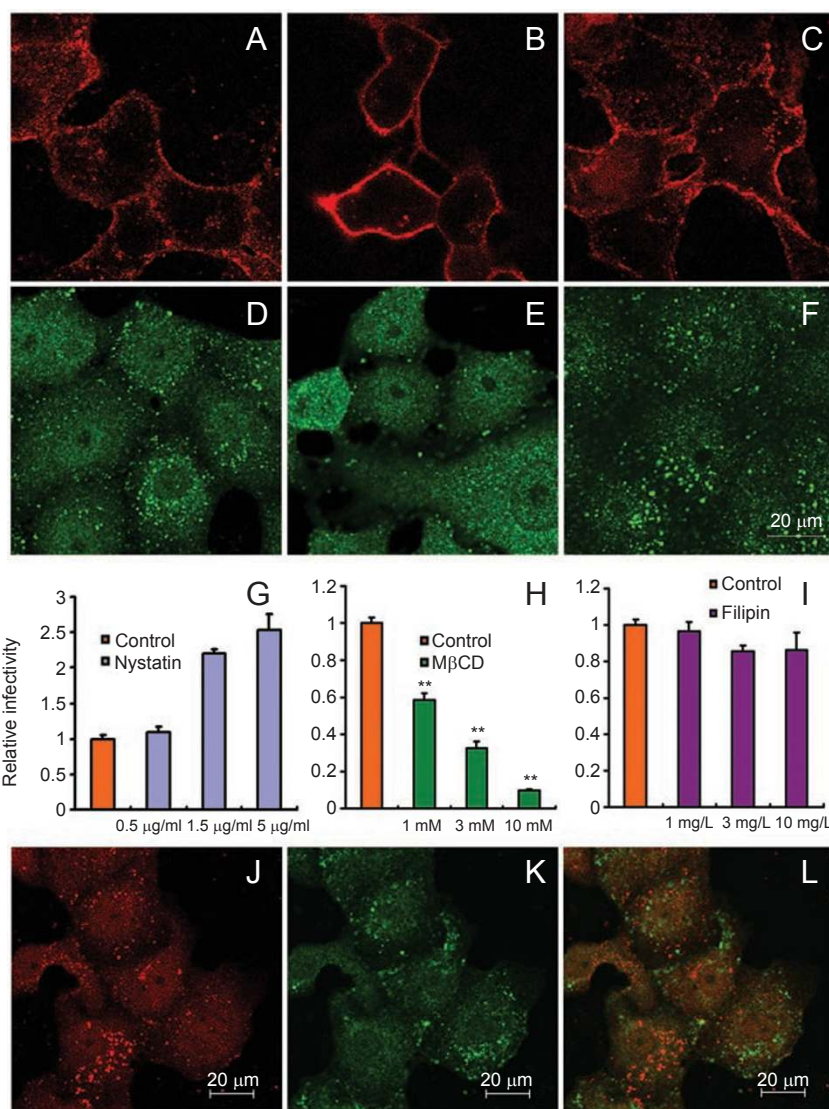 A
B
C
D
E
F
20 μm
G
H
I
3
2.5
2
1.5
1
0.5
0
Relative infectivity
Control
Nystatin
0.5 μg/ml 1.5 μg/ml 5 μg/ml
1.2
1
0.8
0.6
0.4
0.2
0
Control
MβCD
**
**
**
1 mM 3 mM 10 mM
1.2
1
0.8
0.6
0.4
0.2
0
Control
Filipin
1 mg/L 3 mg/L 10 mg/L
J
K
L
20 μm
20 μm
20 μm